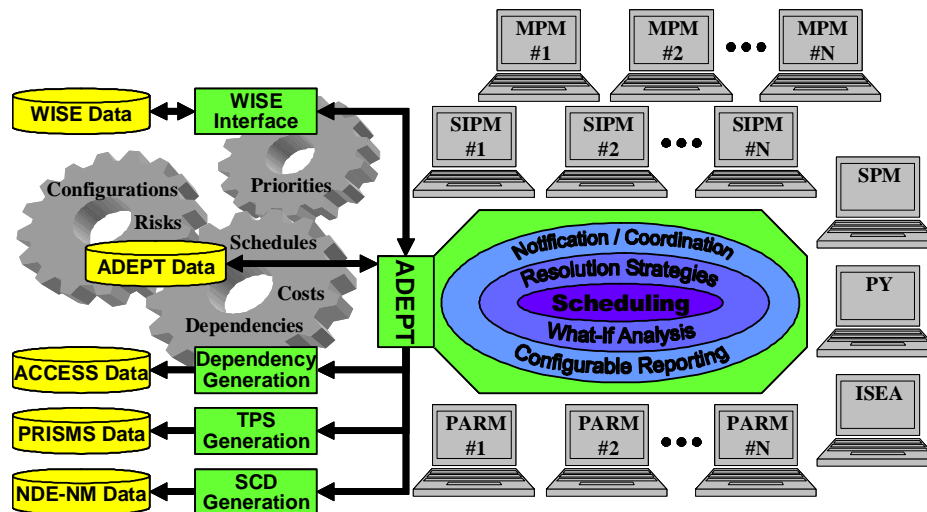 MPM
#1
MPM
#2
MPM
#N
WISE Data
WISE
Interface
SIPM
#1
SIPM
#2
SIPM
#N
Configurations
Priorities
Risks
SPM
Schedules
ADEPT Data
Costs
Dependencies
ADEPT
Notification / Coordination
Resolution Strategies
Scheduling
What-If Analysis
Configurable Reporting
PY
ACCESS Data
Dependency
Generation
ISEA
PRISMS Data
TPS
Generation
PARM
#1
PARM
#2
PARM
#N
NDE-NM Data
SCD
Generation